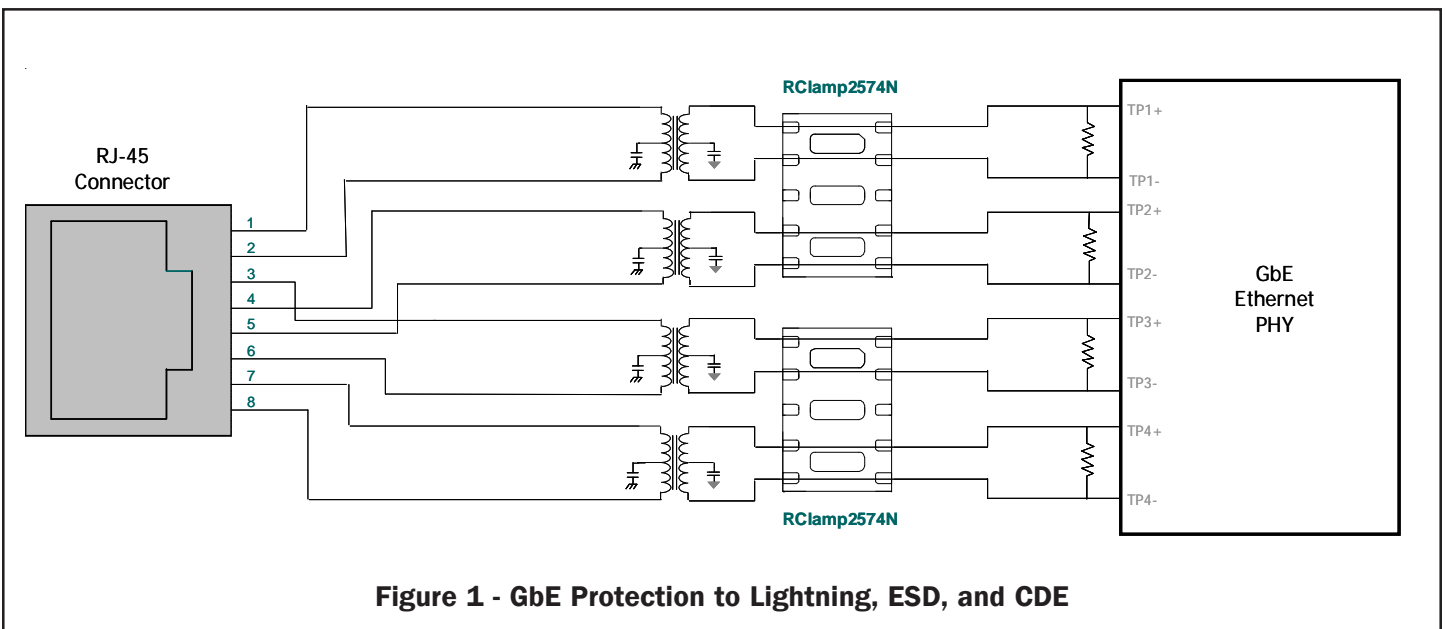 RClamp2574N
RJ-45
Connector
1
2
3
4
5
6
7
8
TP1+
TP1-
TP2+
TP2-
TP3+
TP3-
TP4+
TP4-
GbE
Ethernet
PHY
RClamp2574N
Figure 1 - GbE Protection to Lightning, ESD, and CDE